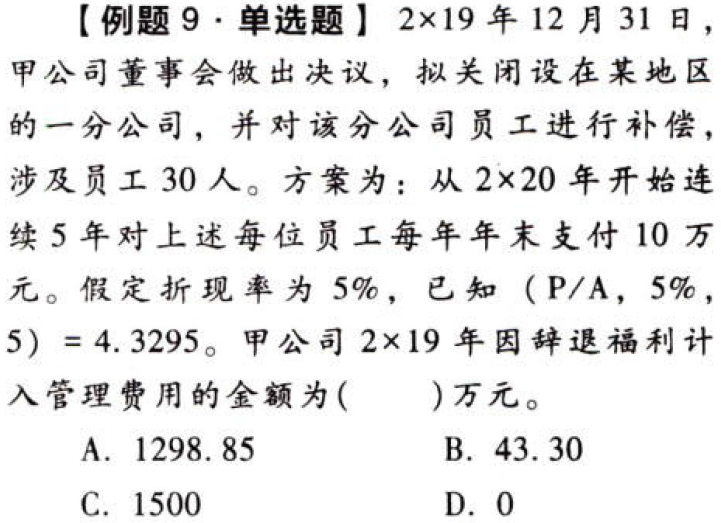 【例题 9·单选题】 2×19 年 12 月 31 日，
甲公司董事会做出决议，拟关闭设在某地区
的一分公司，并对该分公司员工进行补偿，
涉及员工 30 人。方案为：从 2×20 年开始连
续 5 年对上述每位员工每年年末支付 10 万
元。假定折现率为 5%，已知（P/A，5%，
5）= 4.3295。甲公司 2×19 年因辞退福利计
入管理费用的金额为(　　)万元。
A. 1298.85　　B. 43.30
C. 1500　　D. 0